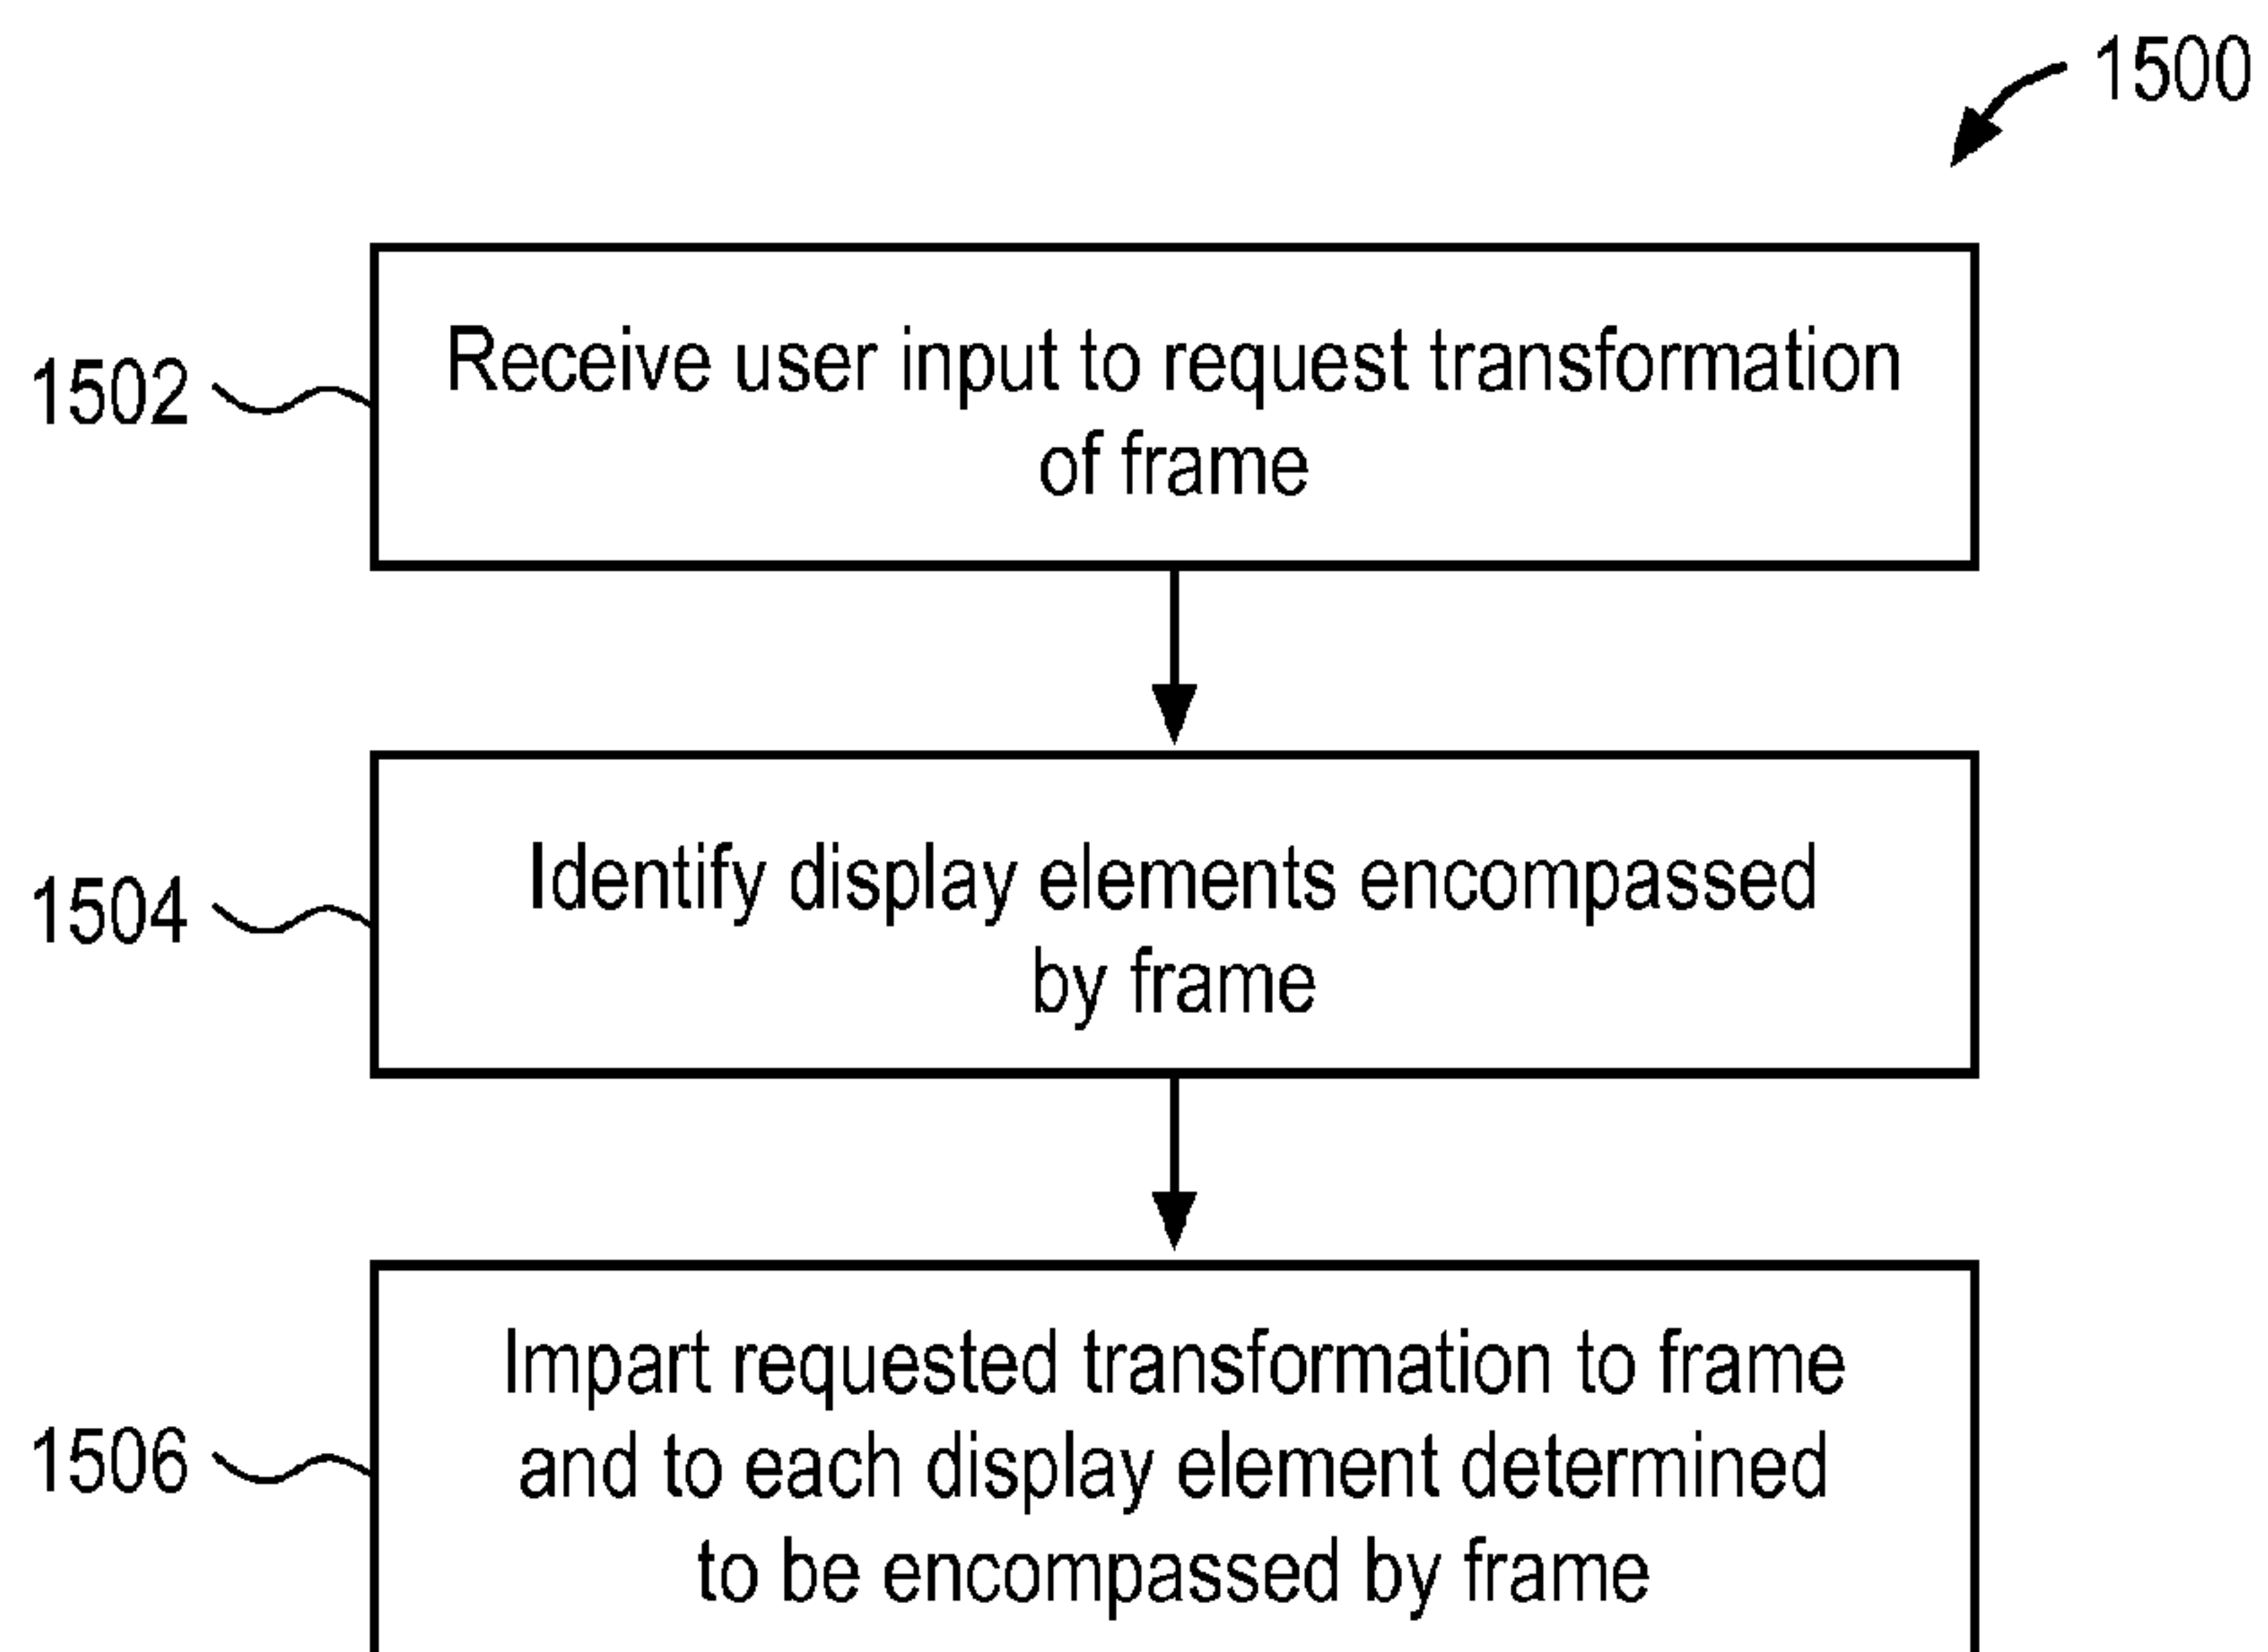 1500
1502
Receive user input to request transformation
of frame
1504
Identify display elements encompassed
by frame
1506
Impart requested transformation to frame
and to each display element determined
to be encompassed by frame